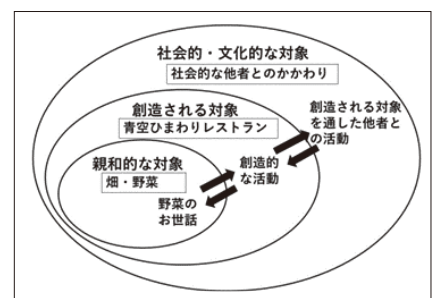 社会的・文化的な対象
社会的な他者とのかかわり
創造される対象
青空ひまわりレストラン
創造される対象
を通した他者と
の活動
親和的な対象
畑・野菜
創造的
な活動
野菜の
お世話